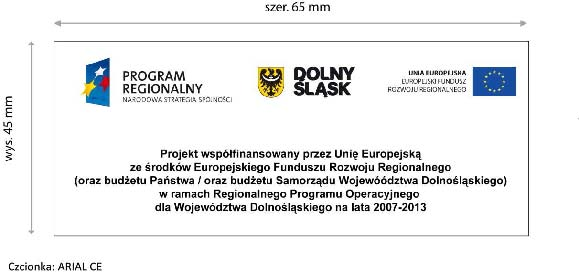 szer. 65 mm
wys. 45 mm
PROGRAM
REGIONALNY
NARODOWA STRATEGIA SPÓJNOŚCI
DOLNY
ŚLĄSK
UNIA EUROPEJSKA
EUROPEJSKI FUNDUSZ
ROZWOJU REGIONALNEGO
Projekt współfinansowany przez Unię Europejską
ze środków Europejskiego Funduszu Rozwoju Regionalnego
(oraz budżetu Państwa / oraz budżetu Samorządu Wojewóództwa Dolnośląskiego)
w ramach Regionalnego Programu Operacyjnego
dla Województwa Dolnośląskiego na lata 2007-2013
Czcionka: ARIAL CE